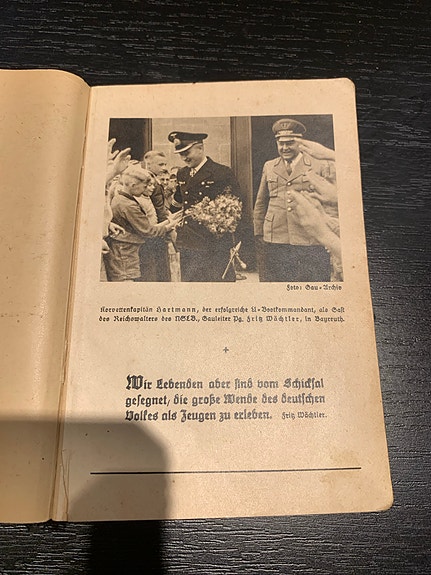 Foto: Gau-Archiv
Korvettenkapitän Hartmann, der erfolgreiche U-Bootkommandant, als Gast
des Reichswalters des NSLB., Gauleiter Pg. Fritz Wächtler, in Bayreuth.
Wir Lebenden aber sind vom Schicksal
gesegnet, die große Wende des deutschen
Volkes als Zeugen zu erleben. Fritz Wächtler.